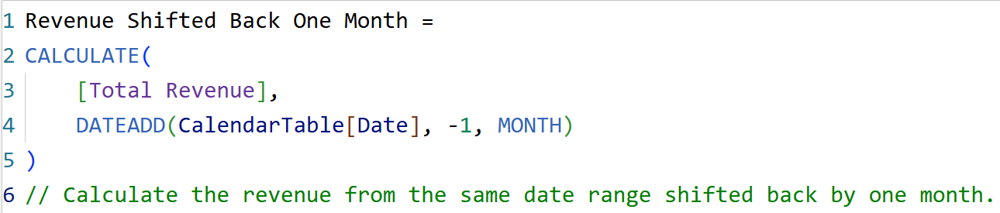 1 Revenue Shifted Back One Month =
2 CALCULATE(
3     [Total Revenue],
4     DATEADD(CalendarTable[Date], -1, MONTH)
5 )
6 // Calculate the revenue from the same date range shifted back by one month.